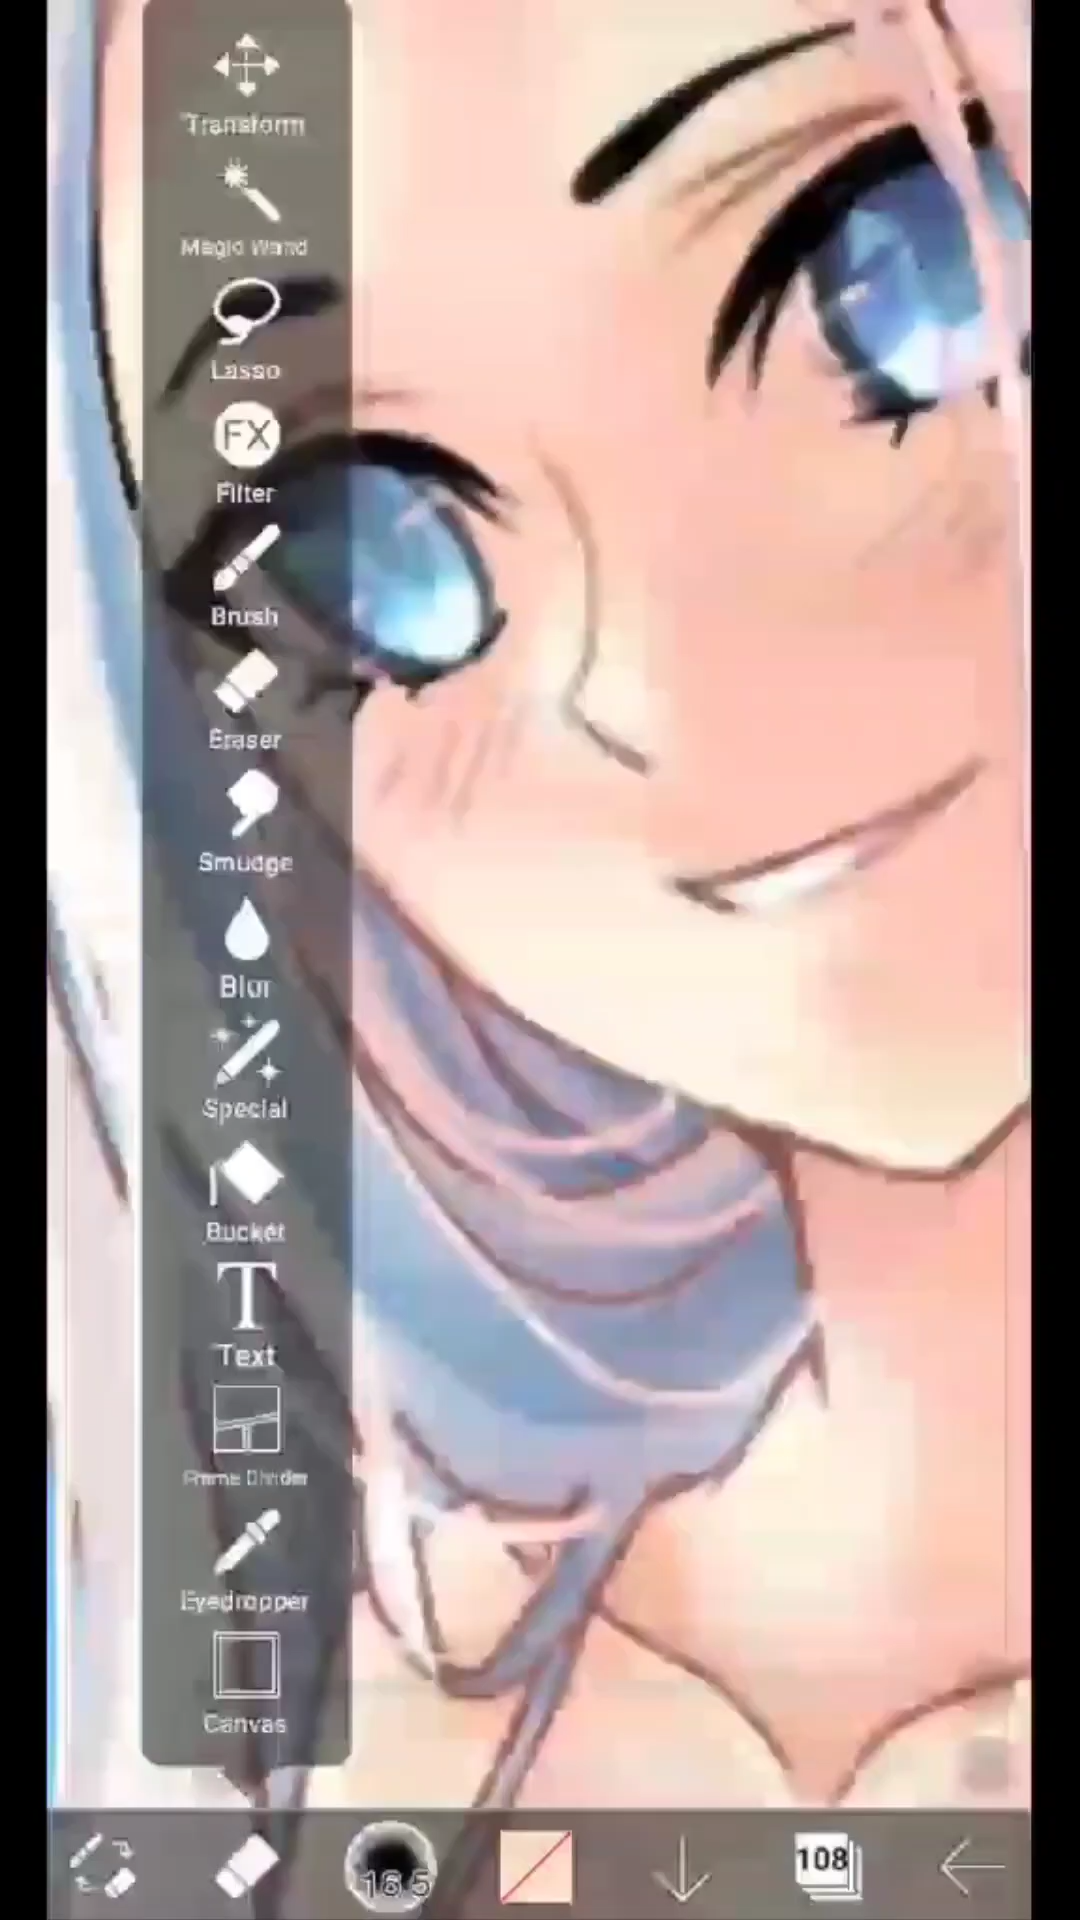 Transform
Magic Wand
Lasso
FX
Filter
Brush
Eraser
Smudge
Blur
Special
Bucket
T
Text
Frame Divider
Eyedropper
Canvas
16.5
108